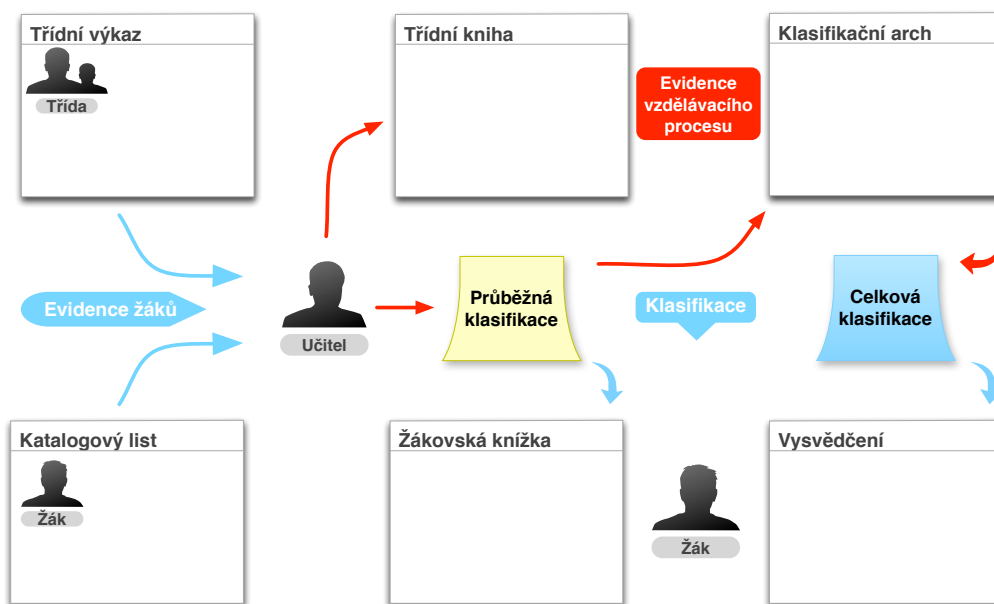 Třídní výkaz
Třída
Třídní kniha
Evidence
vzdělávacího
procesu
Klasifikační arch
Evidence žáků
Učitel
Průběžná
klasifikace
Klasifikace
Celková
klasifikace
Katalogový list
Žák
Žákovská knížka
Žák
Vysvědčení